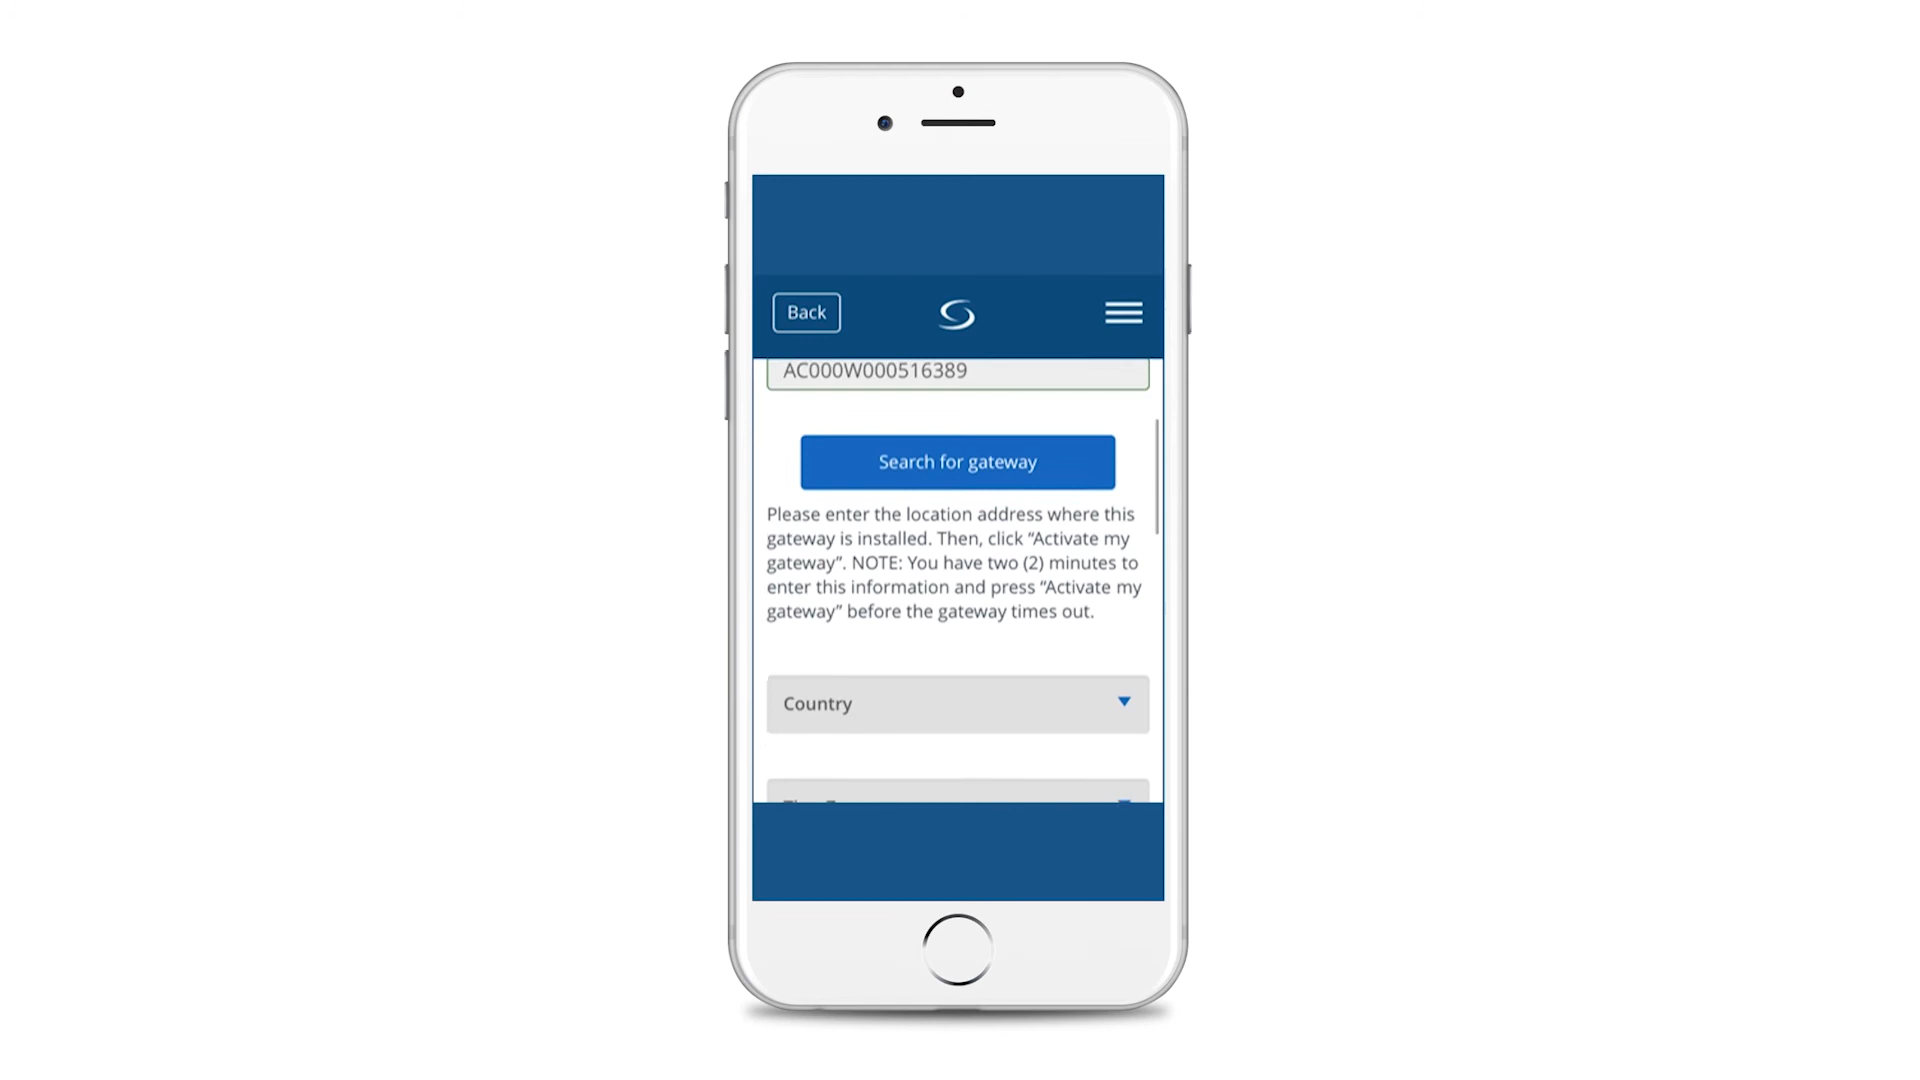 Back
AC000W000516389
Search for gateway
Please enter the location address where this
gateway is installed. Then, click “Activate my
gateway”. NOTE: You have two (2) minutes to
enter this information and press “Activate my
gateway” before the gateway times out.
Country